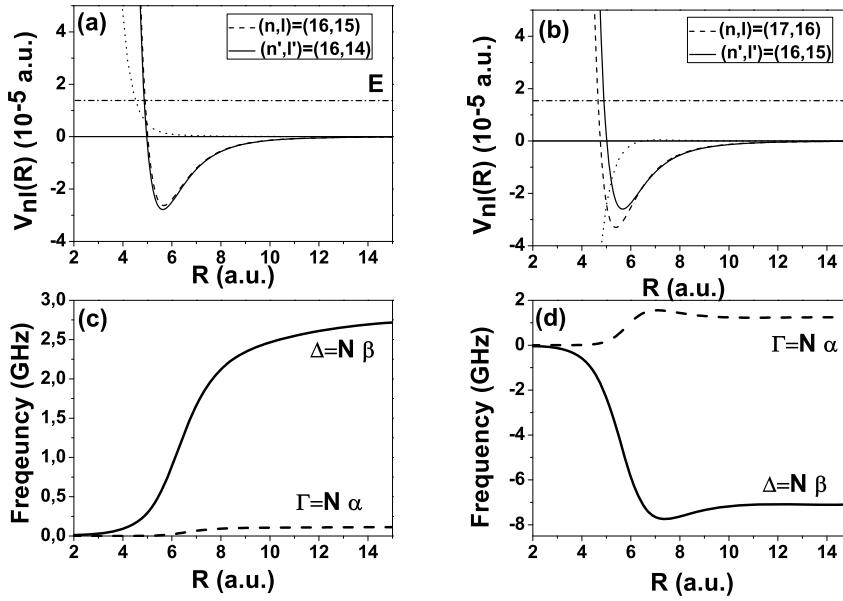 (a)
(n,l)=(16,15)
(n',l')=(16,14)
E
4
2
0
-2
-4
V_nl(R) (10^-5 a.u.)
2 4 6 8 10 12 14
R (a.u.)
(b)
(n,l)=(17,16)
(n',l')=(16,15)
4
2
0
-2
-4
V_nl(R) (10^-5 a.u.)
2 4 6 8 10 12 14
R (a.u.)
(c)
3,0
2,5
2,0
1,5
1,0
0,5
0,0
Freqeuncy (GHz)
Δ=N β
Γ=N α
2 4 6 8 10 12 14
R (a.u.)
(d)
2
0
-2
-4
-6
-8
Frequency (GHz)
Γ=N α
Δ=N β
2 4 6 8 10 12 14
R (a.u.)